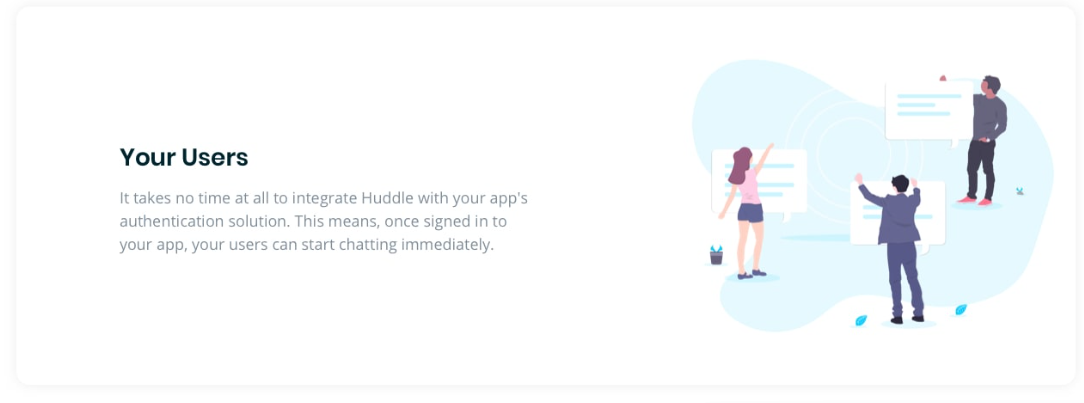 Your Users
It takes no time at all to integrate Huddle with your app's
authentication solution. This means, once signed in to
your app, your users can start chatting immediately.